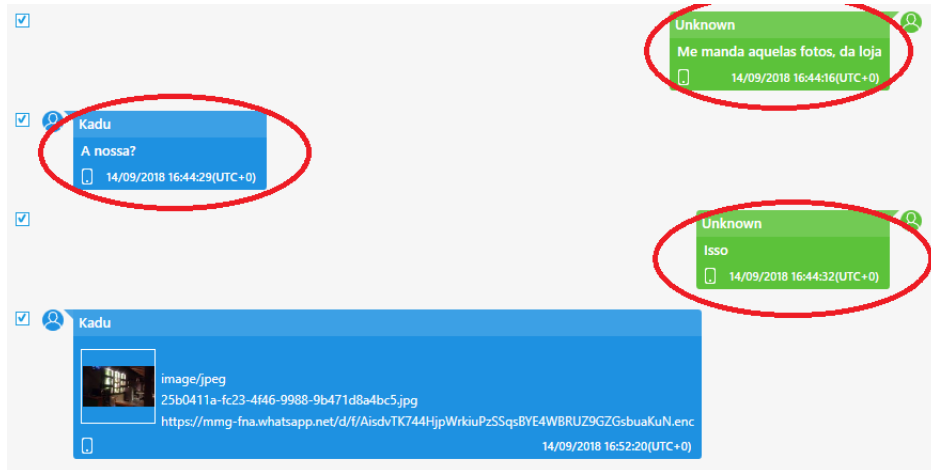 Unknown
Me manda aquelas fotos, da loja
14/09/2018 16:44:16(UTC+0)
Kadu
A nossa?
14/09/2018 16:44:29(UTC+0)
Unknown
Isso
14/09/2018 16:44:32(UTC+0)
Kadu
image/jpeg
25b0411a-fc23-4f46-9988-9b471d8a4bc5.jpg
https://mmg-fna.whatsapp.net/d/f/AisdvTK744HjpWrkiuPzSSqsBYE4WBRUZ9GZGsbuaKuN.enc
14/09/2018 16:52:20(UTC+0)